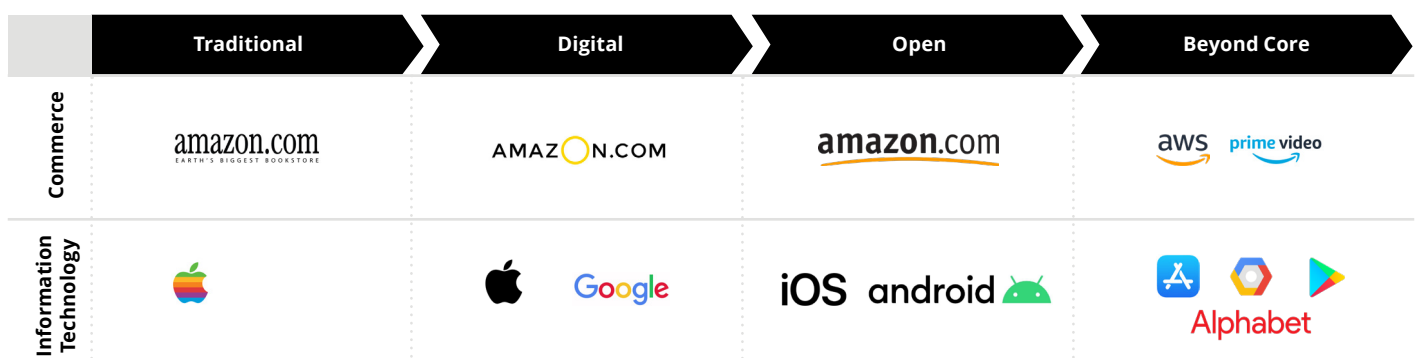 Traditional
Digital
Open
Beyond Core
Commerce
amazon.com
EARTH'S BIGGEST BOOKSTORE
AMAZON.COM
amazon.com
aws
prime video
Information
Technology
Google
iOS
android
Alphabet